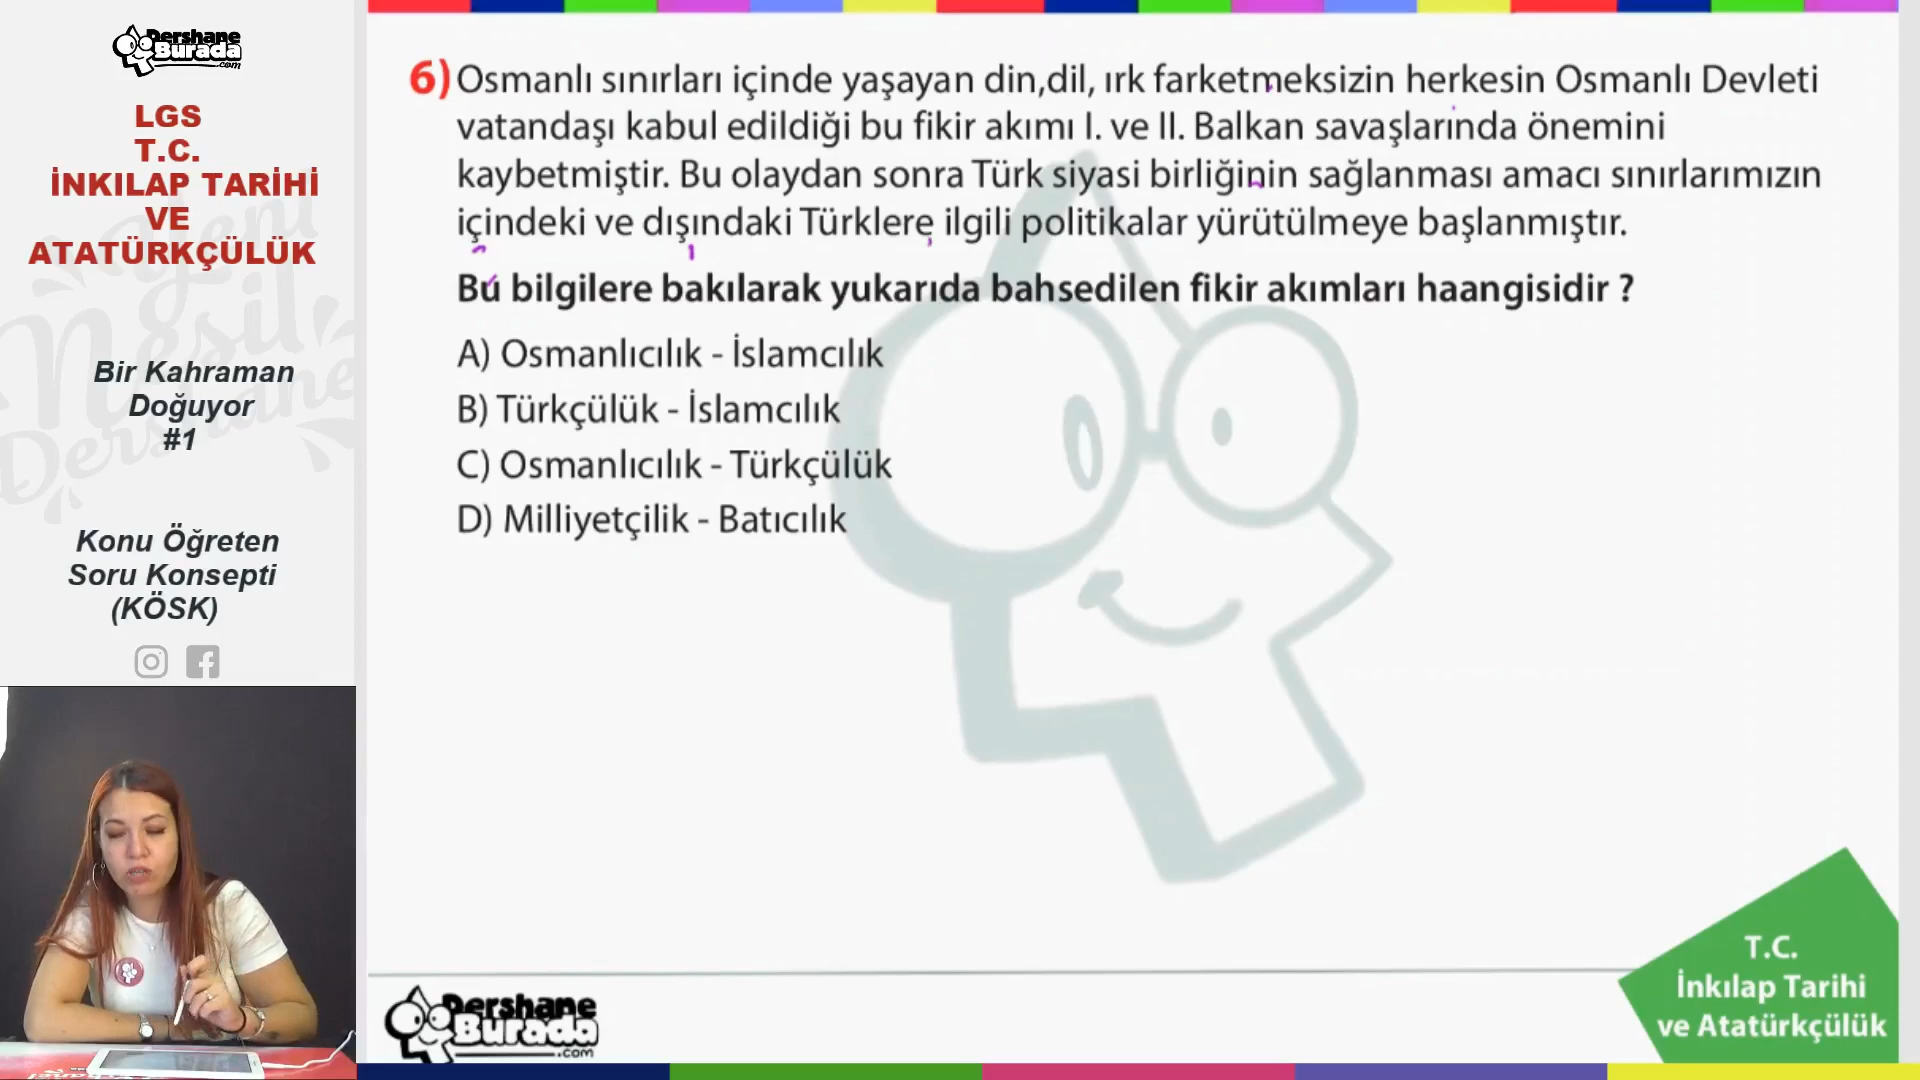 Dershane
Burada
.com
LGS
T.C.
İNKILAP TARİHİ
VE
ATATÜRKÇÜLÜK
Bir Kahraman
Doğuyor
#1
Konu Öğreten
Soru Konsepti
(KÖSK)
Yeni
Nesil
Dershane
6) Osmanlı sınırları içinde yaşayan din,dil, ırk farketmeksizin herkesin Osmanlı Devleti
vatandaşı kabul edildiği bu fikir akımı I. ve II. Balkan savaşlarında önemini
kaybetmiştir. Bu olaydan sonra Türk siyasi birliğinin sağlanması amacı sınırlarımızın
içindeki ve dışındaki Türklere ilgili politikalar yürütülmeye başlanmıştır.
Bu bilgilere bakılarak yukarıda bahsedilen fikir akımları haangisidir ?
A) Osmanlıcılık - İslamcılık
B) Türkçülük - İslamcılık
C) Osmanlıcılık - Türkçülük
D) Milliyetçilik - Batıcılık
Dershane
Burada
.com
T.C.
İnkılap Tarihi
ve Atatürkçülük